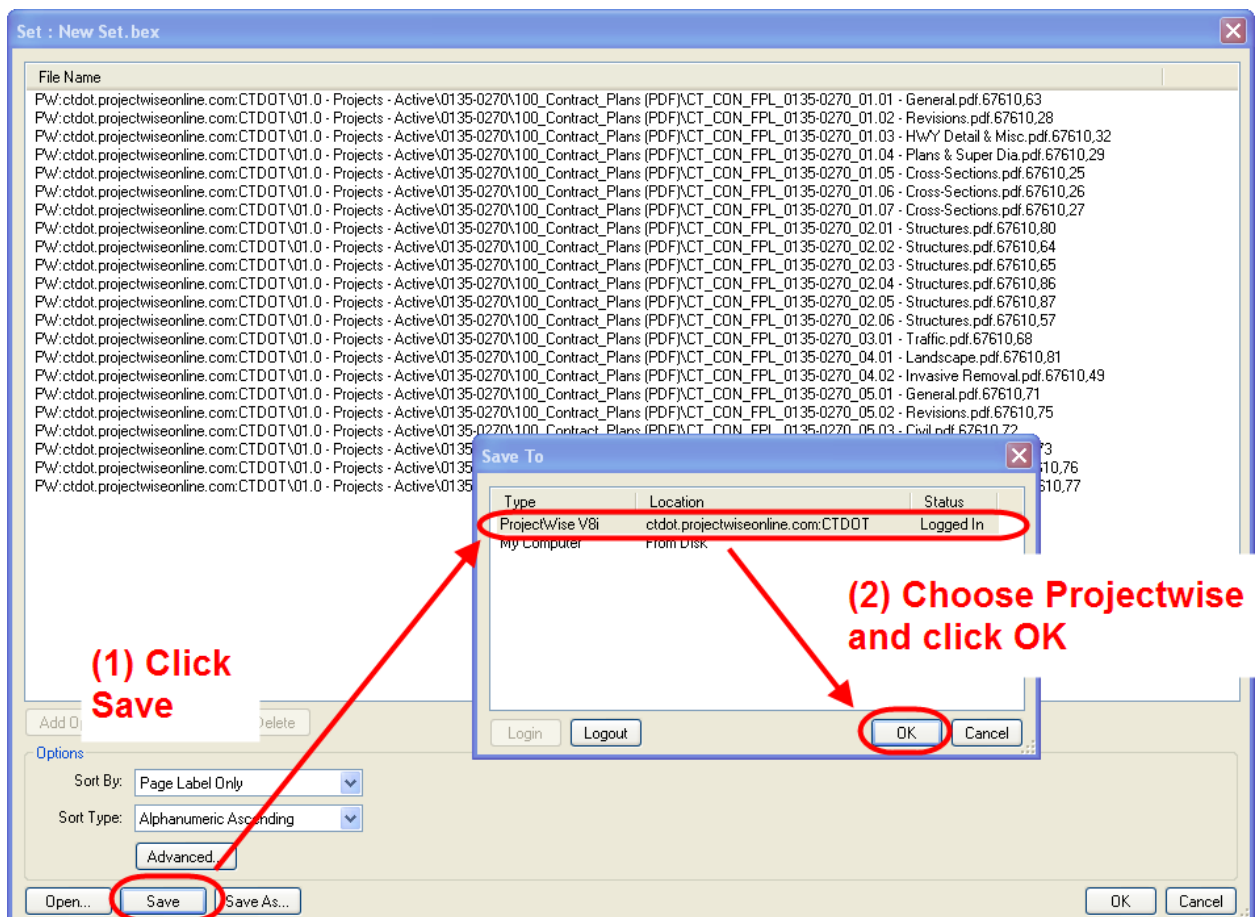 Set : New Set.bex
File Name
PW:ctdot.projectwiseonline.com:CTDOT\01.0 - Projects - Active\0135-0270\100_Contract_Plans (PDF)\CT_CON_FPL_0135-0270_01.01 - General.pdf.67610,63
PW:ctdot.projectwiseonline.com:CTDOT\01.0 - Projects - Active\0135-0270\100_Contract_Plans (PDF)\CT_CON_FPL_0135-0270_01.02 - Revisions.pdf.67610,28
PW:ctdot.projectwiseonline.com:CTDOT\01.0 - Projects - Active\0135-0270\100_Contract_Plans (PDF)\CT_CON_FPL_0135-0270_01.03 - HWY Detail & Misc.pdf.67610,32
PW:ctdot.projectwiseonline.com:CTDOT\01.0 - Projects - Active\0135-0270\100_Contract_Plans (PDF)\CT_CON_FPL_0135-0270_01.04 - Plans & Super Dia.pdf.67610,29
PW:ctdot.projectwiseonline.com:CTDOT\01.0 - Projects - Active\0135-0270\100_Contract_Plans (PDF)\CT_CON_FPL_0135-0270_01.05 - Cross-Sections.pdf.67610,25
PW:ctdot.projectwiseonline.com:CTDOT\01.0 - Projects - Active\0135-0270\100_Contract_Plans (PDF)\CT_CON_FPL_0135-0270_01.06 - Cross-Sections.pdf.67610,26
PW:ctdot.projectwiseonline.com:CTDOT\01.0 - Projects - Active\0135-0270\100_Contract_Plans (PDF)\CT_CON_FPL_0135-0270_01.07 - Cross-Sections.pdf.67610,27
PW:ctdot.projectwiseonline.com:CTDOT\01.0 - Projects - Active\0135-0270\100_Contract_Plans (PDF)\CT_CON_FPL_0135-0270_02.01 - Structures.pdf.67610,80
PW:ctdot.projectwiseonline.com:CTDOT\01.0 - Projects - Active\0135-0270\100_Contract_Plans (PDF)\CT_CON_FPL_0135-0270_02.02 - Structures.pdf.67610,64
PW:ctdot.projectwiseonline.com:CTDOT\01.0 - Projects - Active\0135-0270\100_Contract_Plans (PDF)\CT_CON_FPL_0135-0270_02.03 - Structures.pdf.67610,65
PW:ctdot.projectwiseonline.com:CTDOT\01.0 - Projects - Active\0135-0270\100_Contract_Plans (PDF)\CT_CON_FPL_0135-0270_02.04 - Structures.pdf.67610,86
PW:ctdot.projectwiseonline.com:CTDOT\01.0 - Projects - Active\0135-0270\100_Contract_Plans (PDF)\CT_CON_FPL_0135-0270_02.05 - Structures.pdf.67610,87
PW:ctdot.projectwiseonline.com:CTDOT\01.0 - Projects - Active\0135-0270\100_Contract_Plans (PDF)\CT_CON_FPL_0135-0270_02.06 - Structures.pdf.67610,57
PW:ctdot.projectwiseonline.com:CTDOT\01.0 - Projects - Active\0135-0270\100_Contract_Plans (PDF)\CT_CON_FPL_0135-0270_03.01 - Traffic.pdf.67610,68
PW:ctdot.projectwiseonline.com:CTDOT\01.0 - Projects - Active\0135-0270\100_Contract_Plans (PDF)\CT_CON_FPL_0135-0270_04.01 - Landscape.pdf.67610,81
PW:ctdot.projectwiseonline.com:CTDOT\01.0 - Projects - Active\0135-0270\100_Contract_Plans (PDF)\CT_CON_FPL_0135-0270_04.02 - Invasive Removal.pdf.67610,49
PW:ctdot.projectwiseonline.com:CTDOT\01.0 - Projects - Active\0135-0270\100_Contract_Plans (PDF)\CT_CON_FPL_0135-0270_05.01 - General.pdf.67610,71
PW:ctdot.projectwiseonline.com:CTDOT\01.0 - Projects - Active\0135-0270\100_Contract_Plans (PDF)\CT_CON_FPL_0135-0270_05.02 - Revisions.pdf.67610,75
PW:ctdot.projectwiseonline.com:CTDOT\01.0 - Projects - Active\0135-0270\100_Contract_Plans (PDF)\CT_CON_FPL_0135-0270_05.03 - Civil.pdf.67610,72
PW:ctdot.projectwiseonline.com:CTDOT\01.0 - Projects - Active\0135
PW:ctdot.projectwiseonline.com:CTDOT\01.0 - Projects - Active\0135 10,76
PW:ctdot.projectwiseonline.com:CTDOT\01.0 - Projects - Active\0135 10,77
Save To
Type Location Status
ProjectWise V8i ctdot.projectwiseonline.com:CTDOT Logged In
My Computer From Disk
(2) Choose Projectwise
and click OK
(1) Click
Save
Login Logout OK Cancel
Add Delete
Options
Sort By: Page Label Only
Sort Type: Alphanumeric Ascending
Advanced...
Open... Save Save As... OK Cancel